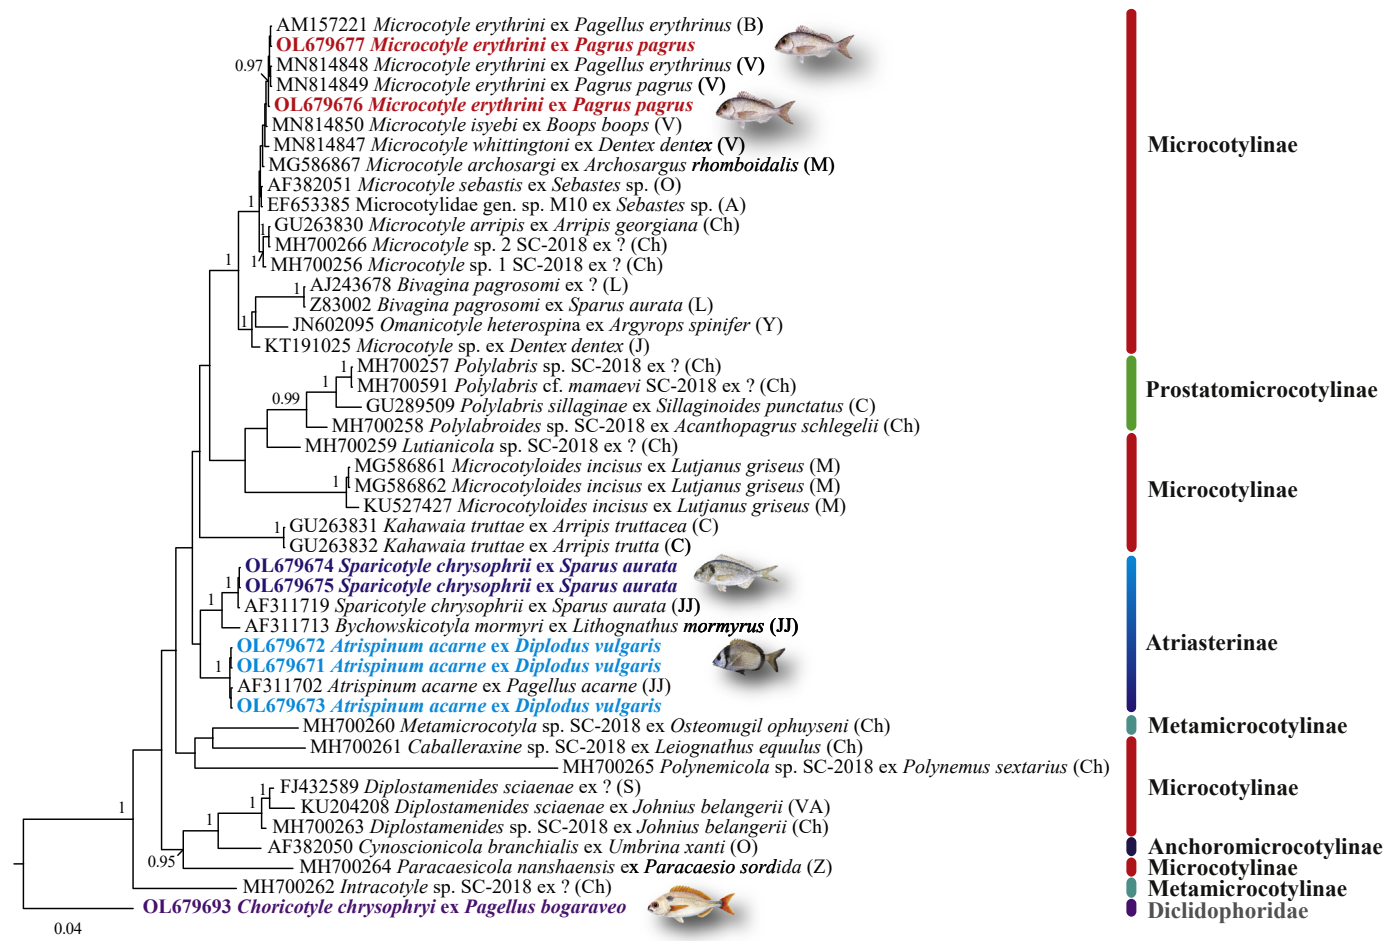 AM157221 Microcotyle erythrini ex Pagellus erythrinus (B)
OL679677 Microcotyle erythrini ex Pagrus pagrus
0.97
MN814848 Microcotyle erythrini ex Pagellus erythrinus (V)
MN814849 Microcotyle erythrini ex Pagrus pagrus (V)
OL679676 Microcotyle erythrini ex Pagrus pagrus
MN814850 Microcotyle isyebi ex Boops boops (V)
MN814847 Microcotyle whittingtoni ex Dentex dentex (V)
Microcotylinae
MG586867 Microcotyle archosargi ex Archosargus rhomboidalis (M)
AF382051 Microcotyle sebastis ex Sebastes sp. (O)
1
EF653385 Microcotylidae gen. sp. M10 ex Sebastes sp. (A)
1
GU263830 Microcotyle arripis ex Arripis georgiana (Ch)
MH700266 Microcotyle sp. 2 SC-2018 ex ? (Ch)
1
1
MH700256 Microcotyle sp. 1 SC-2018 ex ? (Ch)
1
AJ243678 Bivagina pagrosomi ex ? (L)
Z83002 Bivagina pagrosomi ex Sparus aurata (L)
1
JN602095 Omanicotyle heterospina ex Argyrops spinifer (Y)
KT191025 Microcotyle sp. ex Dentex dentex (J)
1
MH700257 Polylabris sp. SC-2018 ex ? (Ch)
1
MH700591 Polylabris cf. mamaevi SC-2018 ex ? (Ch)
Prostatomicrocotylinae
0.99
GU289509 Polylabris sillaginae ex Sillaginoides punctatus (C)
MH700258 Polylabroides sp. SC-2018 ex Acanthopagrus schlegelii (Ch)
MH700259 Lutianicola sp. SC-2018 ex ? (Ch)
MG586861 Microcotyloides incisus ex Lutjanus griseus (M)
1
MG586862 Microcotyloides incisus ex Lutjanus griseus (M)
Microcotylinae
KU527427 Microcotyloides incisus ex Lutjanus griseus (M)
1
GU263831 Kahawaia truttae ex Arripis truttacea (C)
GU263832 Kahawaia truttae ex Arripis trutta (C)
OL679674 Sparicotyle chrysophrii ex Sparus aurata
1
OL679675 Sparicotyle chrysophrii ex Sparus aurata
1
AF311719 Sparicotyle chrysophrii ex Sparus aurata (JJ)
AF311713 Bychowskicotyla mormyri ex Lithognathus mormyrus (JJ)
OL679672 Atrispinum acarne ex Diplodus vulgaris
Atriasterinae
1
OL679671 Atrispinum acarne ex Diplodus vulgaris
AF311702 Atrispinum acarne ex Pagellus acarne (JJ)
OL679673 Atrispinum acarne ex Diplodus vulgaris
MH700260 Metamicrocotyla sp. SC-2018 ex Osteomugil ophuyseni (Ch)
Metamicrocotylinae
MH700261 Caballeraxine sp. SC-2018 ex Leiognathus equulus (Ch)
MH700265 Polynemicola sp. SC-2018 ex Polynemus sextarius (Ch)
1
FJ432589 Diplostamenides sciaenae ex ? (S)
Microcotylinae
1
KU204208 Diplostamenides sciaenae ex Johnius belangerii (VA)
1
1
MH700263 Diplostamenides sp. SC-2018 ex Johnius belangerii (Ch)
AF382050 Cynoscionicola branchialis ex Umbrina xanti (O)
Anchoromicrocotylinae
0.95
MH700264 Paracaesicola nanshaensis ex Paracaesio sordida (Z)
Microcotylinae
MH700262 Intracotyle sp. SC-2018 ex ? (Ch)
Metamicrocotylinae
OL679693 Choricotyle chrysophryi ex Pagellus bogaraveo
Diclidophoridae
0.04